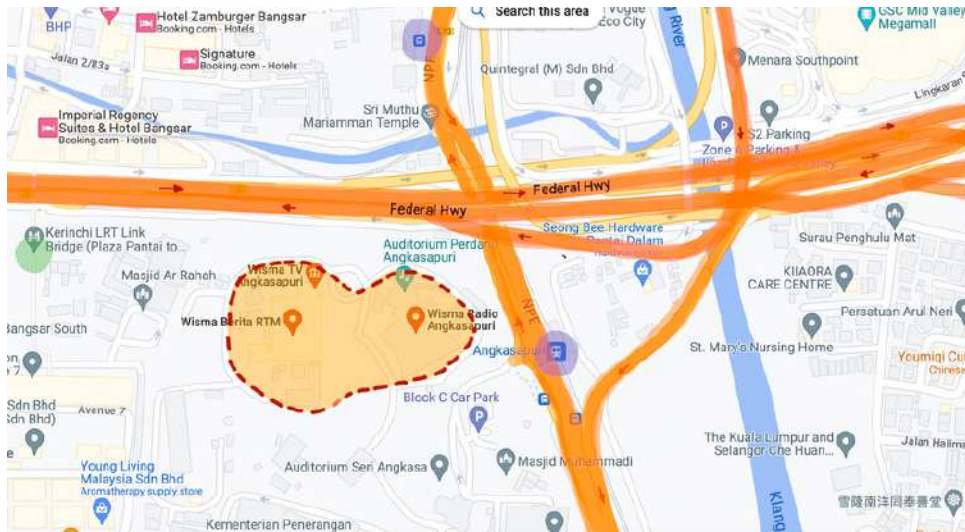 BHP
Hotel Zamburger Bangsar
Booking.com - Hotels
Jalan 2/83a
Signature
Booking.com - Hotels
Imperial Regency
Suites & Hotel Bangsar
Booking.com - Hotels
NPE
Sri Muthu
Mariamman Temple
Search this area
Vogue
Eco City
Quintegral (M) Sdn Bhd
River
GSC Mid Valley
Megamall
Menara Southpoint
S2 Parking
Zone A Parking &
Federal Hwy
Federal Hwy
Kerinchi LRT Link
Bridge (Plaza Pantai to...
Masjid Ar Rahah
Auditorium Perdana
Angkasapuri
Wisma TV
Angkasapuri
Wisma Berita RTM
Wisma Radio
Angkasapuri
Seong Bee Hardware
Pantai Dalam
NPE
Angkasapuri
Surau Penghulu Mat
KIIAORA
CARE CENTRE
Persatuan Arul Neri
St. Mary's Nursing Home
Youmiqi Cui
Chinese
Bangsar South
Avenue 7
Sdn Bhd
Sdn Bhd)
Block C Car Park
Young Living
Malaysia Sdn Bhd
Aromatherapy supply store
Auditorium Seri Angkasa
Masjid Muhammadi
Kementerian Penerangan
The Kuala Lumpur and
Selangor Che Huan...
Jalan Halima
Klang
雪隆南洋同奉善堂